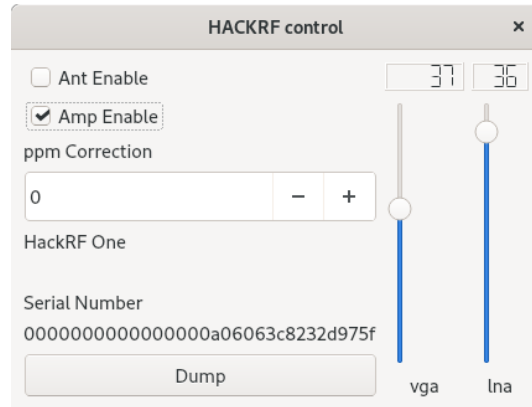 HACKRF control
Ant Enable
37 36
Amp Enable
ppm Correction
0
HackRF One
Serial Number
0000000000000000a06063c8232d975f
Dump
vga lna